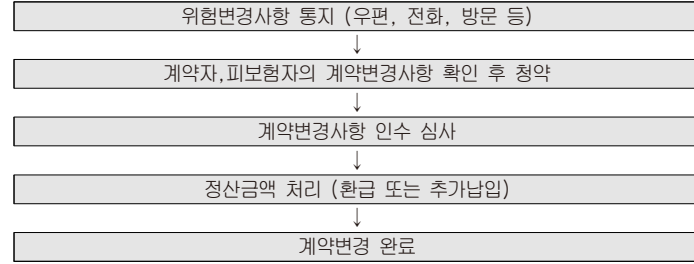 위험변경사항 통지 (우편, 전화, 방문 등)
↓
계약자,피보험자의 계약변경사항 확인 후 청약
↓
계약변경사항 인수 심사
↓
정산금액 처리 (환급 또는 추가납입)
↓
계약변경 완료